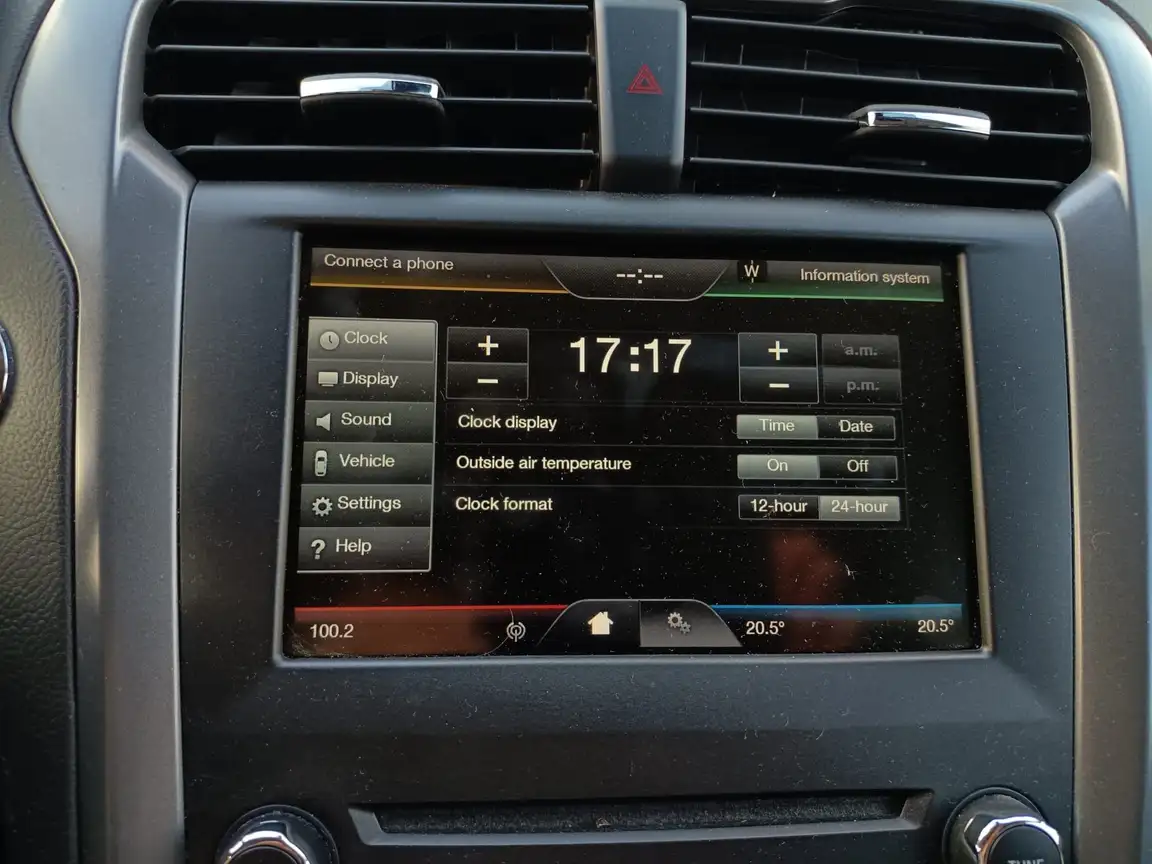 Connect a phone
--:--
W
Information system
Clock
+ 17:17 + a.m.
- - p.m.
Display
Clock display Time Date
Sound
Outside air temperature On Off
Vehicle
Clock format 12-hour 24-hour
Settings
? Help
100.2 20.5° 20.5°
TUNE